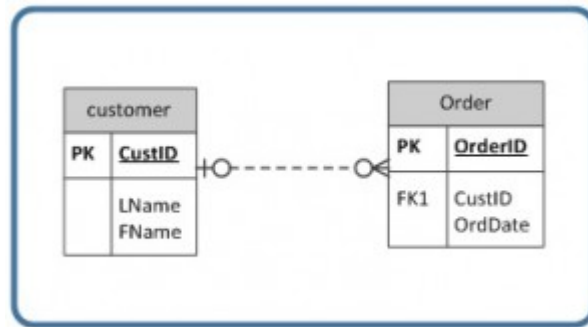 customer
PK CustID
LName
FName
Order
PK OrderID
FK1 CustID
OrdDate